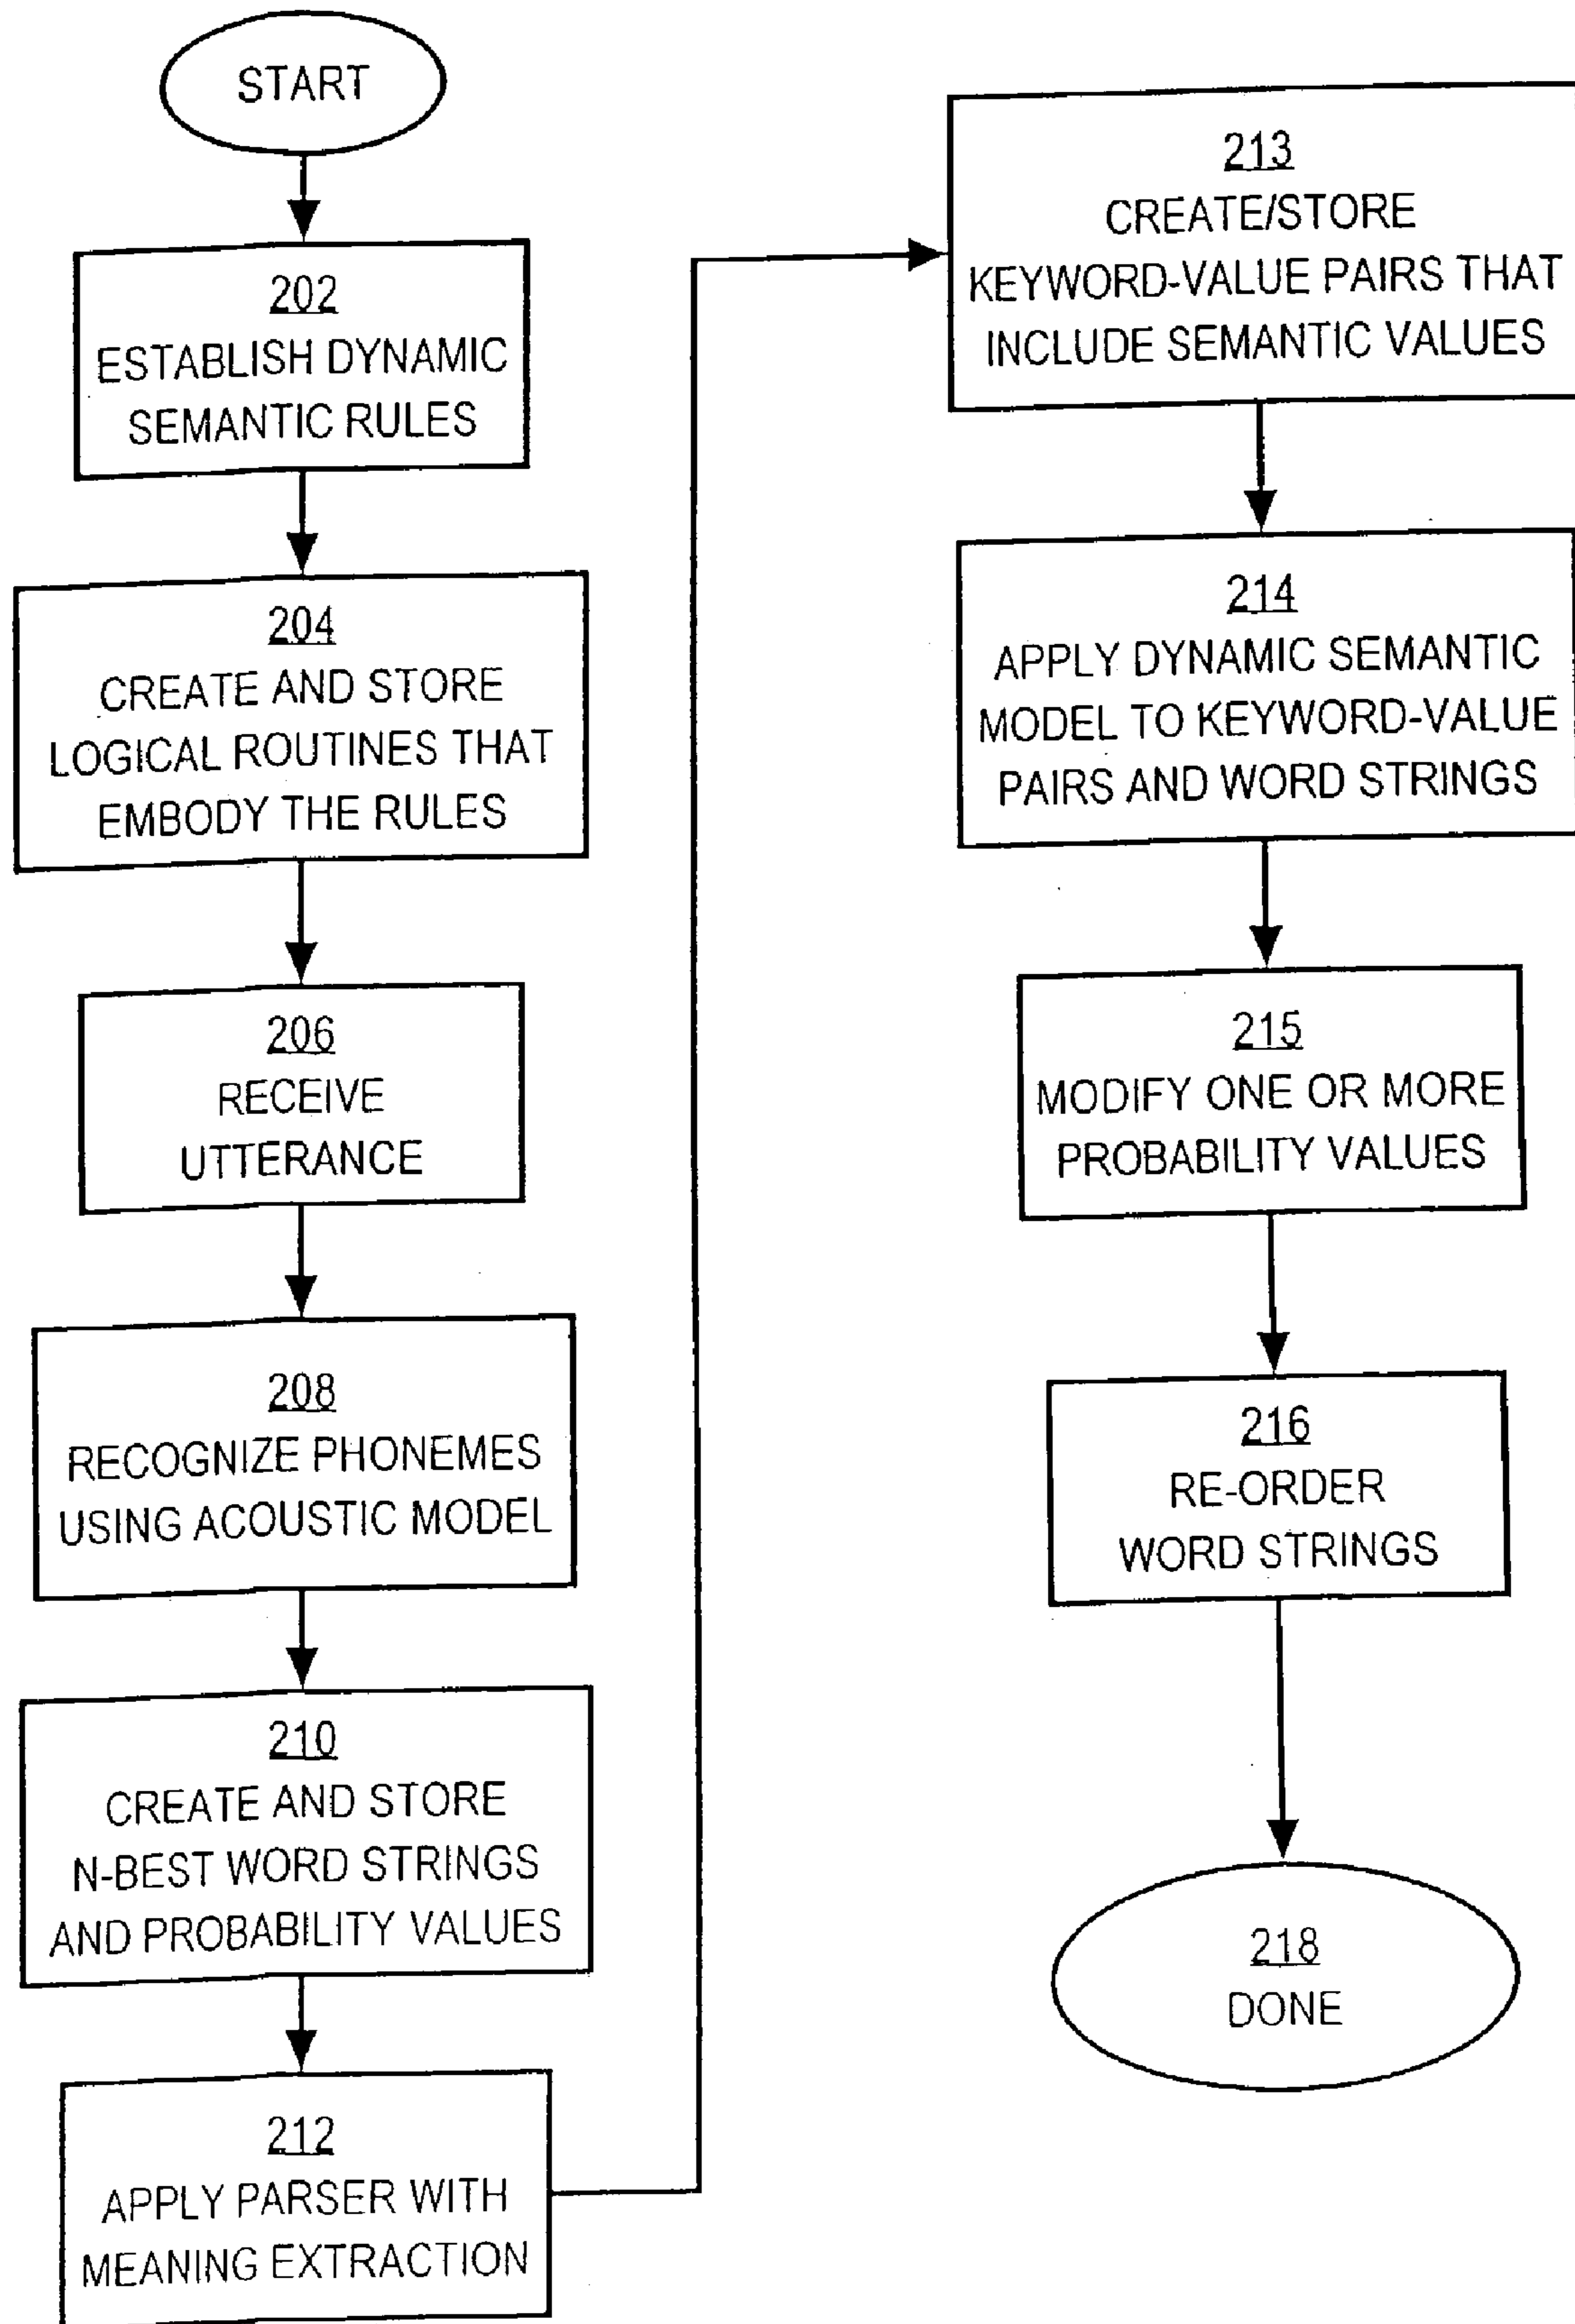 START
202
ESTABLISH DYNAMIC
SEMANTIC RULES
204
CREATE AND STORE
LOGICAL ROUTINES THAT
EMBODY THE RULES
206
RECEIVE
UTTERANCE
208
RECOGNIZE PHONEMES
USING ACOUSTIC MODEL
210
CREATE AND STORE
N-BEST WORD STRINGS
AND PROBABILITY VALUES
212
APPLY PARSER WITH
MEANING EXTRACTION
213
CREATE/STORE
KEYWORD-VALUE PAIRS THAT
INCLUDE SEMANTIC VALUES
214
APPLY DYNAMIC SEMANTIC
MODEL TO KEYWORD-VALUE
PAIRS AND WORD STRINGS
215
MODIFY ONE OR MORE
PROBABILITY VALUES
216
RE-ORDER
WORD STRINGS
218
DONE